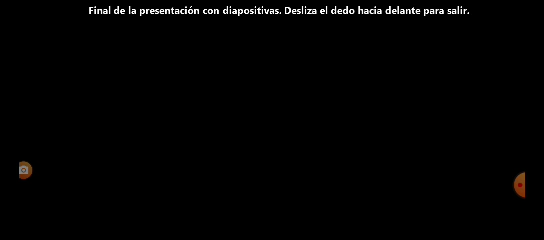 Final de la presentación con diapositivas. Desliza el dedo hacia delante para salir.